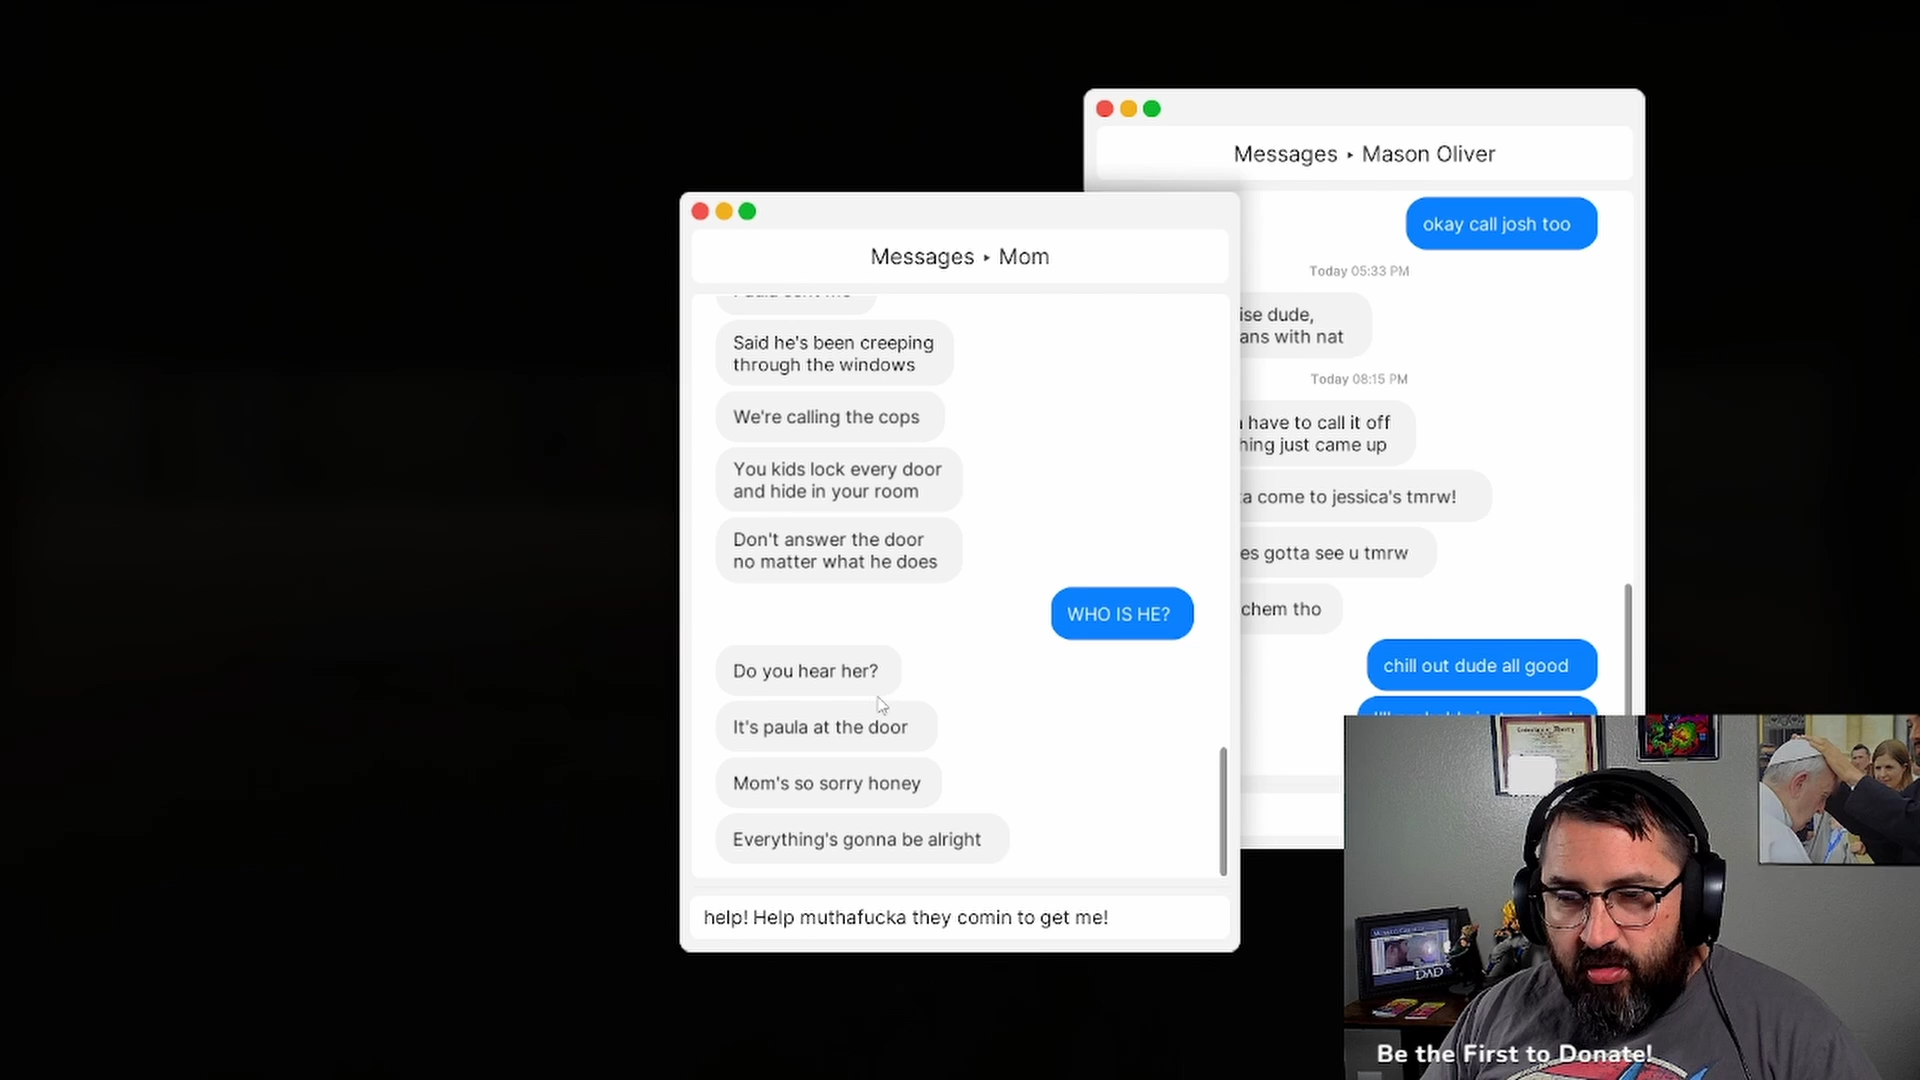 Messages ‣ Mason Oliver
okay call josh too
Today 05:33 PM
ise dude,
ans with nat
Today 08:15 PM
have to call it off
hing just came up
a come to jessica's tmrw!
es gotta see u tmrw
chem tho
chill out dude all good
Messages ‣ Mom
Said he's been creeping
through the windows
We're calling the cops
You kids lock every door
and hide in your room
Don't answer the door
no matter what he does
WHO IS HE?
Do you hear her?
It's paula at the door
Mom's so sorry honey
Everything's gonna be alright
help! Help muthafucka they comin to get me!
DAD
Be the First to Donate!